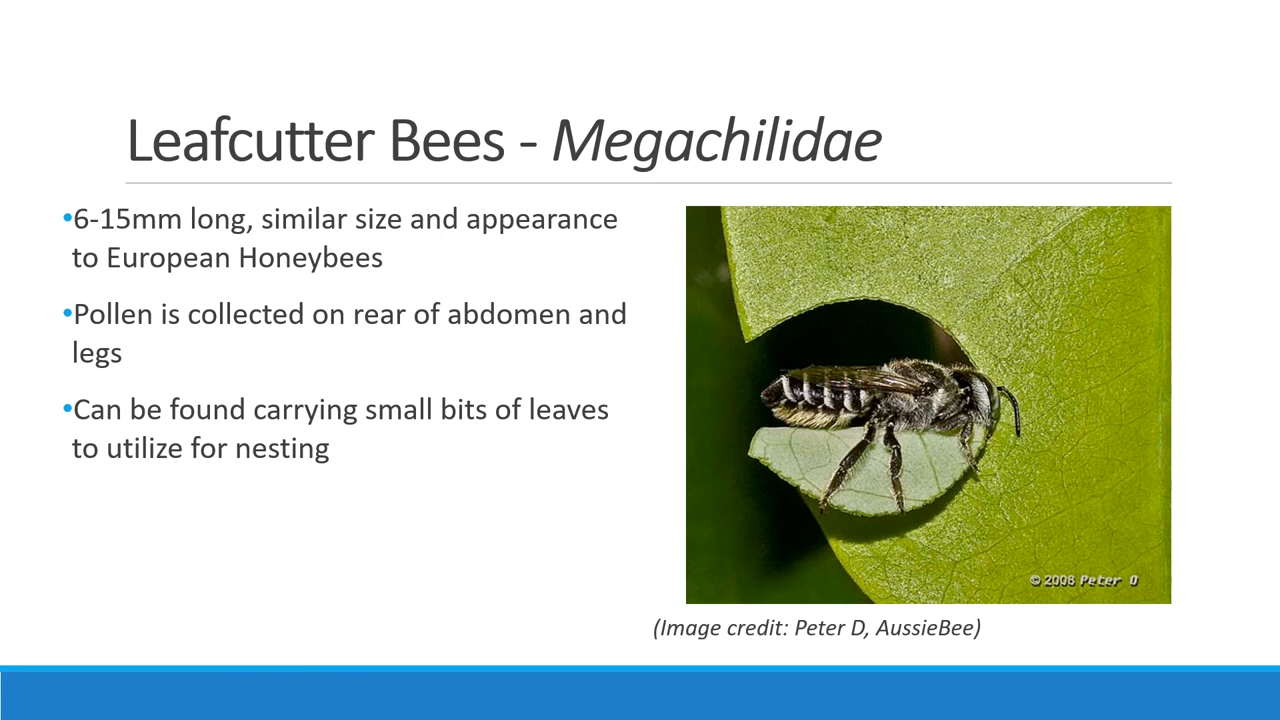 Leafcutter Bees - Megachilidae
•6-15mm long, similar size and appearance
to European Honeybees
•Pollen is collected on rear of abdomen and
legs
•Can be found carrying small bits of leaves
to utilize for nesting
© 2008 Peter O
(Image credit: Peter D, AussieBee)